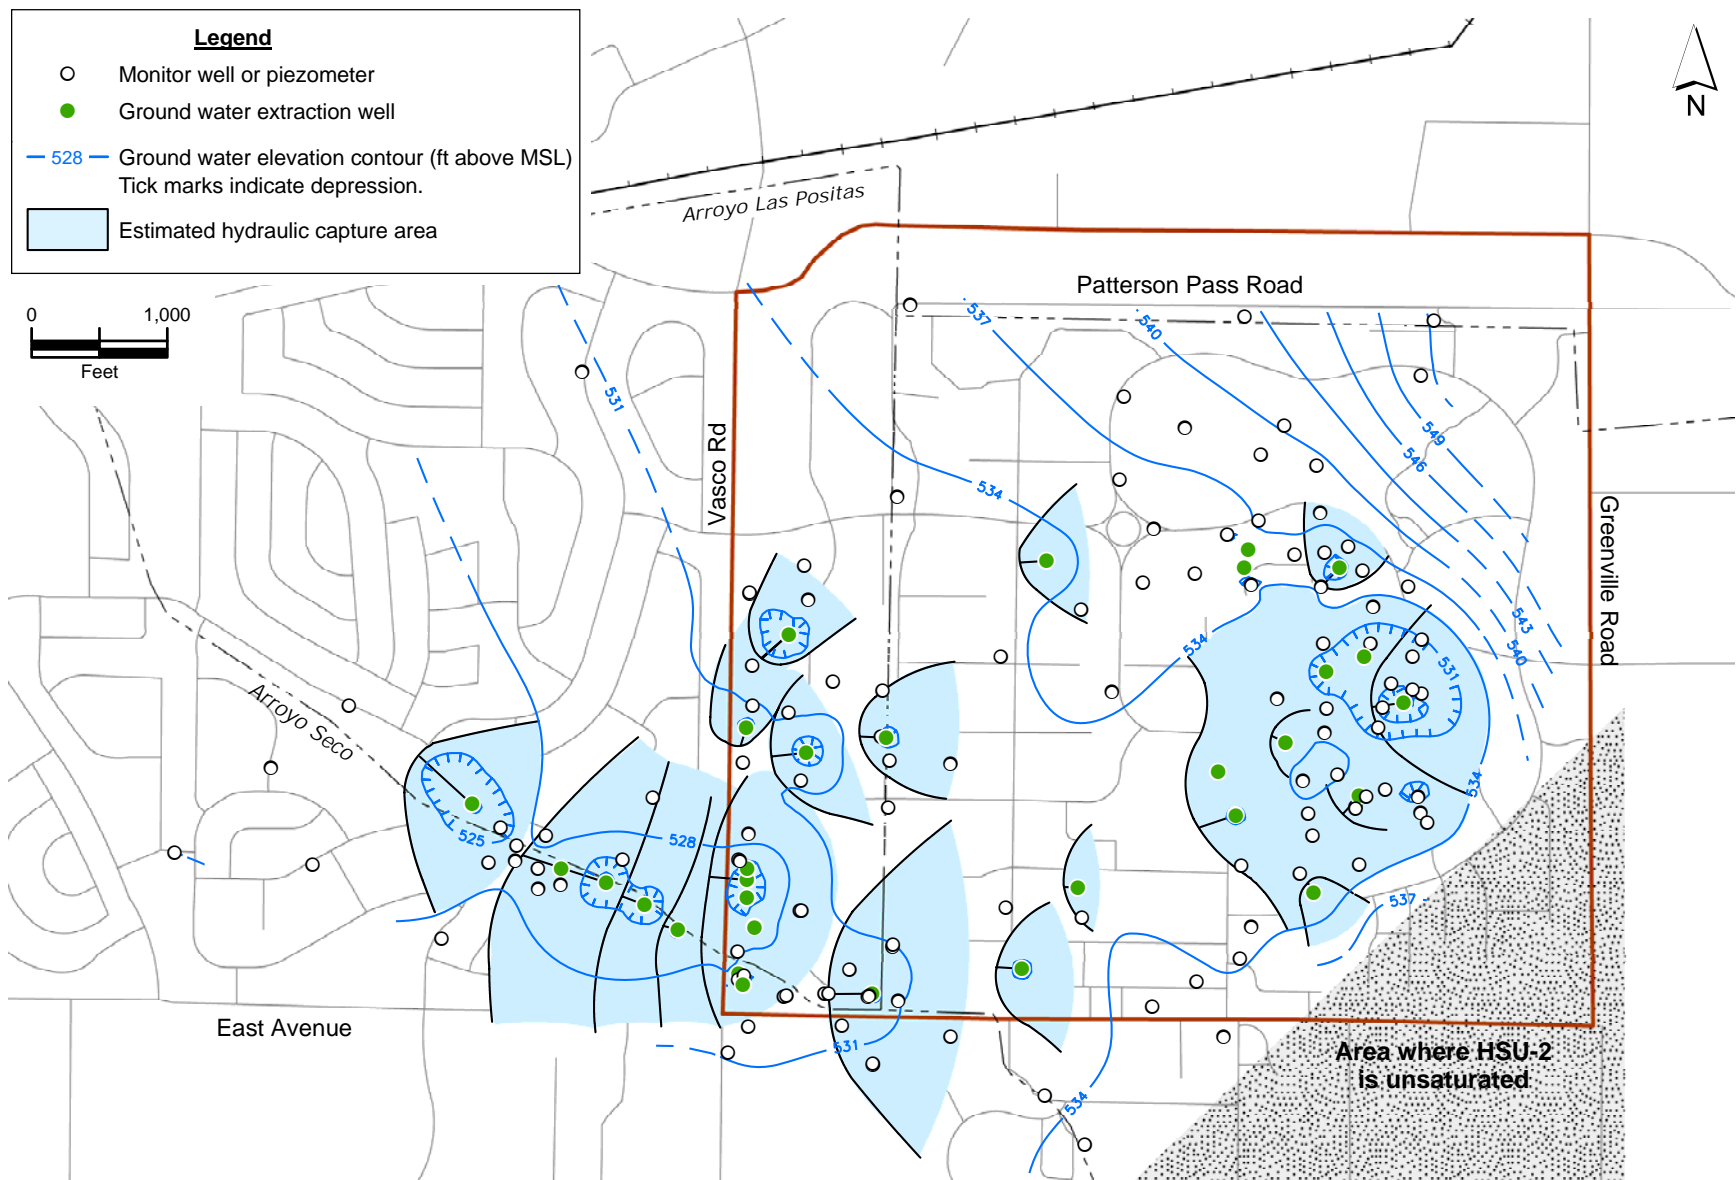 Legend
Monitor well or piezometer
Ground water extraction well
528
Ground water elevation contour (ft above MSL)
Tick marks indicate depression.
Estimated hydraulic capture area
N
0 1,000
Feet
Arroyo Las Positas
Patterson Pass Road
537
540
531
549
546
534
Vasco Rd
Greenville Road
543
540
534
531
Arroyo Seco
534
525
528
537
East Avenue
531
Area where HSU-2
is unsaturated
534